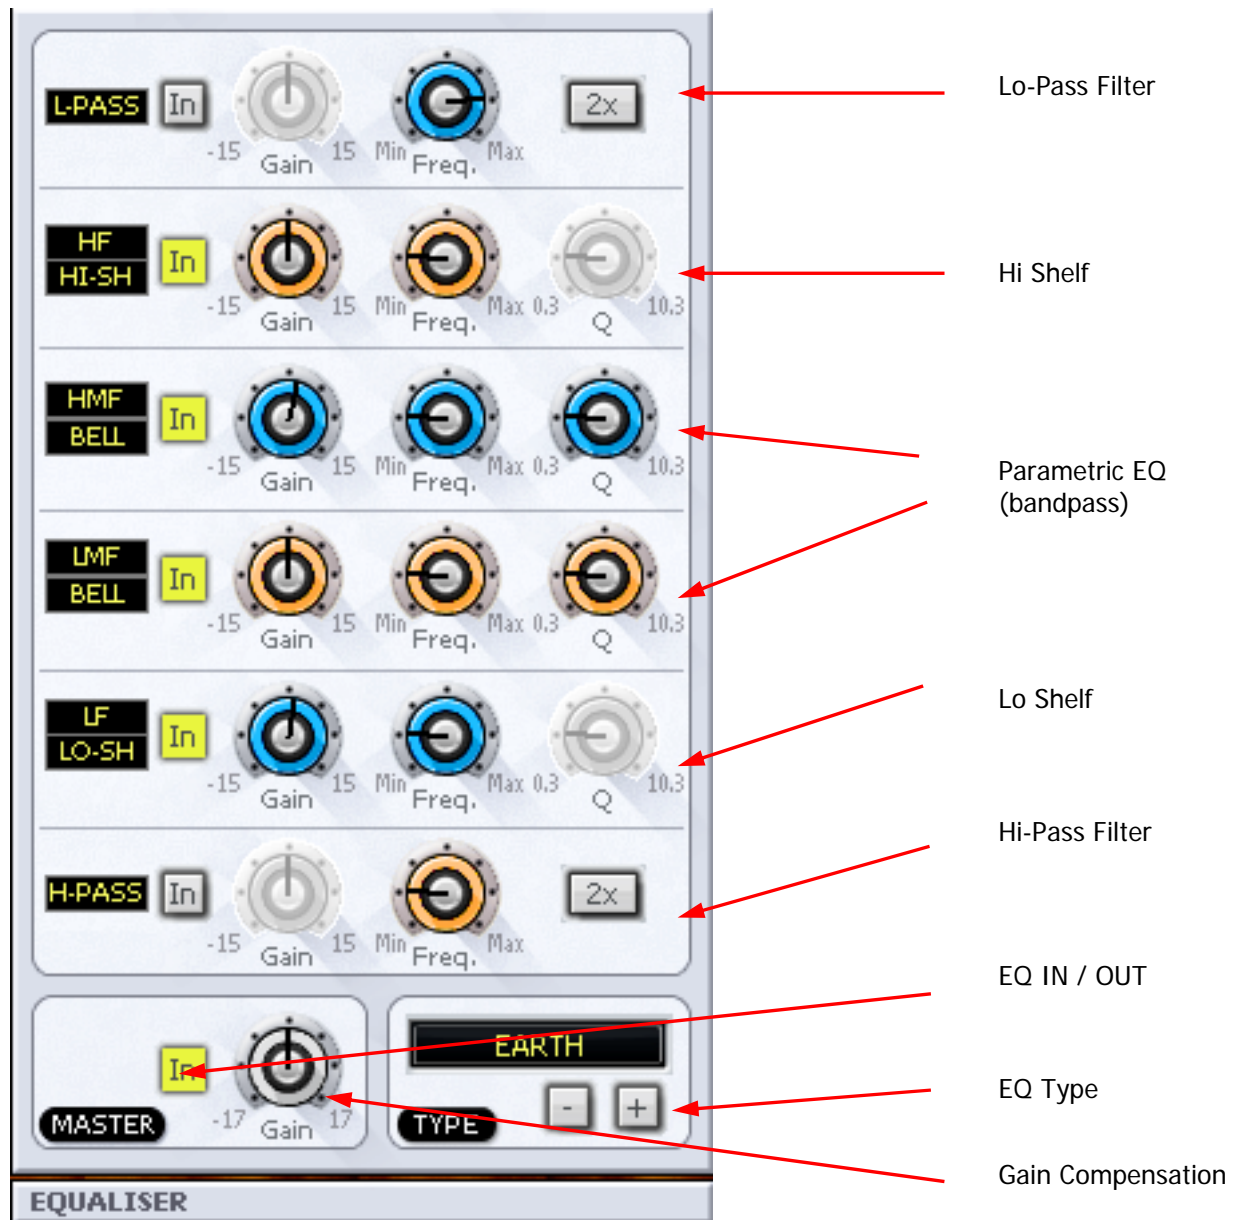 L-PASS In 2x Lo-Pass Filter
-15 Gain 15 Min Freq. Max
HF
HI-SH In Hi Shelf
-15 Gain 15 Min Freq. Max 0.3 Q 10.3
HMF
BELL In
-15 Gain 15 Min Freq. Max 0.3 Q 10.3
Parametric EQ
(bandpass)
LMF
BELL In
-15 Gain 15 Min Freq. Max 0.3 Q 10.3
LF
LO-SH In Lo Shelf
-15 Gain 15 Min Freq. Max 0.3 Q 10.3
Hi-Pass Filter
H-PASS In 2x
-15 Gain 15 Min Freq. Max
EQ IN / OUT
EARTH
In
EQ Type
- +
MASTER -17 Gain 17 TYPE
Gain Compensation
EQUALISER